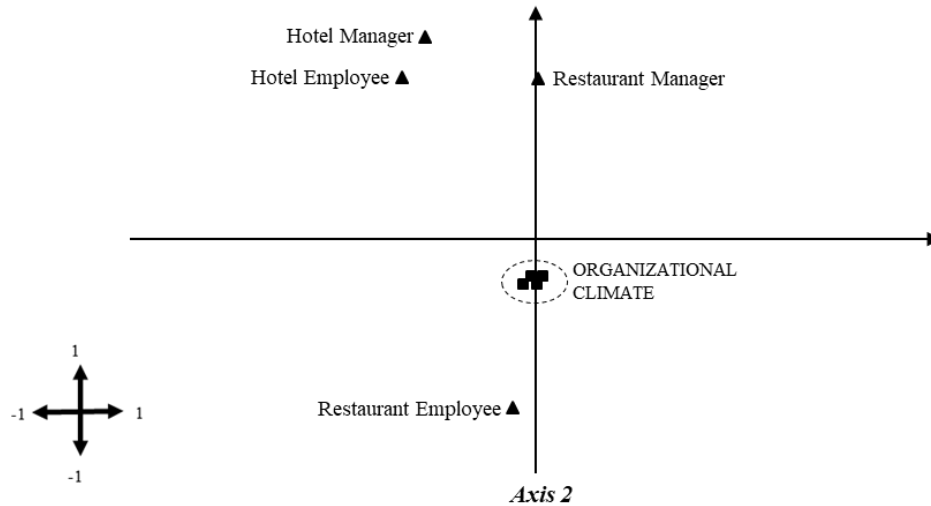 Hotel Manager
Hotel Employee
Restaurant Manager
ORGANIZATIONAL
CLIMATE
1
-1
1
-1
Restaurant Employee
Axis 2